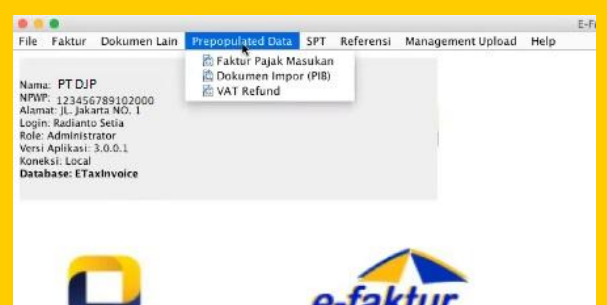 E-F
File Faktur Dokumen Lain Prepopulated Data SPT Referensi Management Upload Help
Faktur Pajak Masukan
Dokumen Impor (PIB)
VAT Refund
Nama: PT DJP
NPWP: 123456789102000
Alamat: JL. Jakarta NO. 1
Login: Radianto Setia
Role: Administrator
Versi Aplikasi: 3.0.0.1
Koneksi: Local
Database: ETaxInvoice
e-faktur